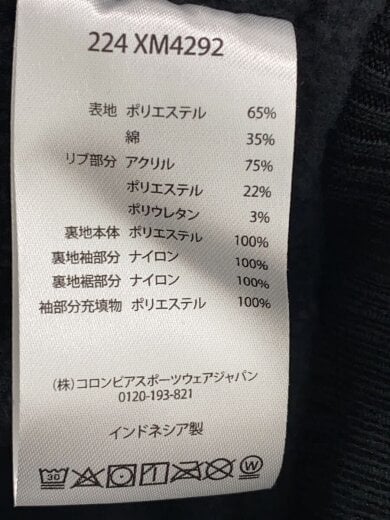 224 XM4292
表地 ポリエステル 65%
綿 35%
リブ部分 アクリル 75%
ポリエステル 22%
ポリウレタン 3%
裏地本体 ポリエステル 100%
裏地袖部分 ナイロン 100%
裏地裾部分 ナイロン 100%
袖部分充填物 ポリエステル 100%
(株)コロンビアスポーツウェアジャパン
0120-193-821
インドネシア製
30
W